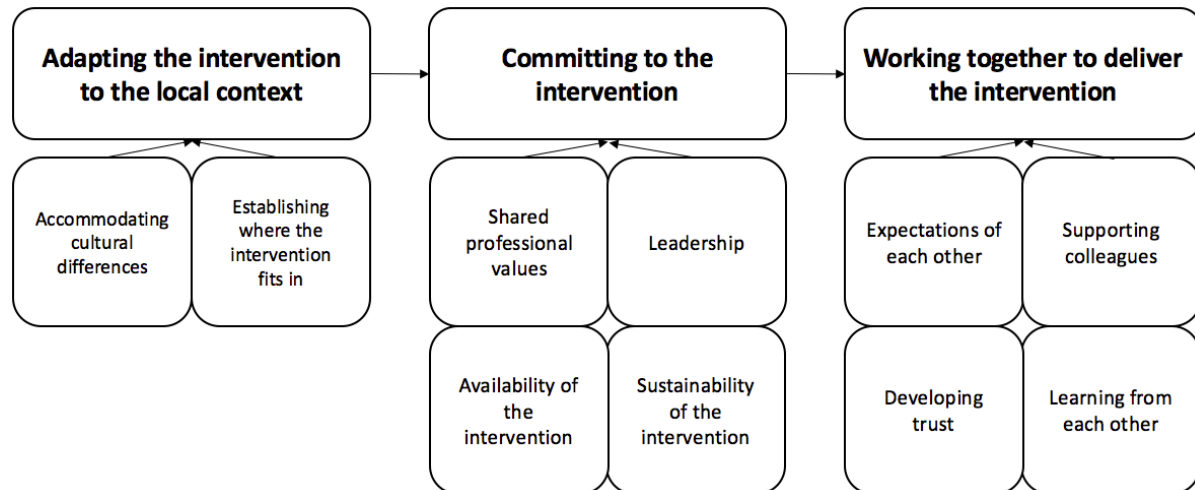 Adapting the intervention
to the local context
Committing to the
intervention
Working together to deliver
the intervention
Accommodating
cultural
differences
Establishing
where the
intervention
fits in
Shared
professional
values
Leadership
Expectations of
each other
Supporting
colleagues
Availability of
the
intervention
Sustainability
of the
intervention
Developing
trust
Learning from
each other